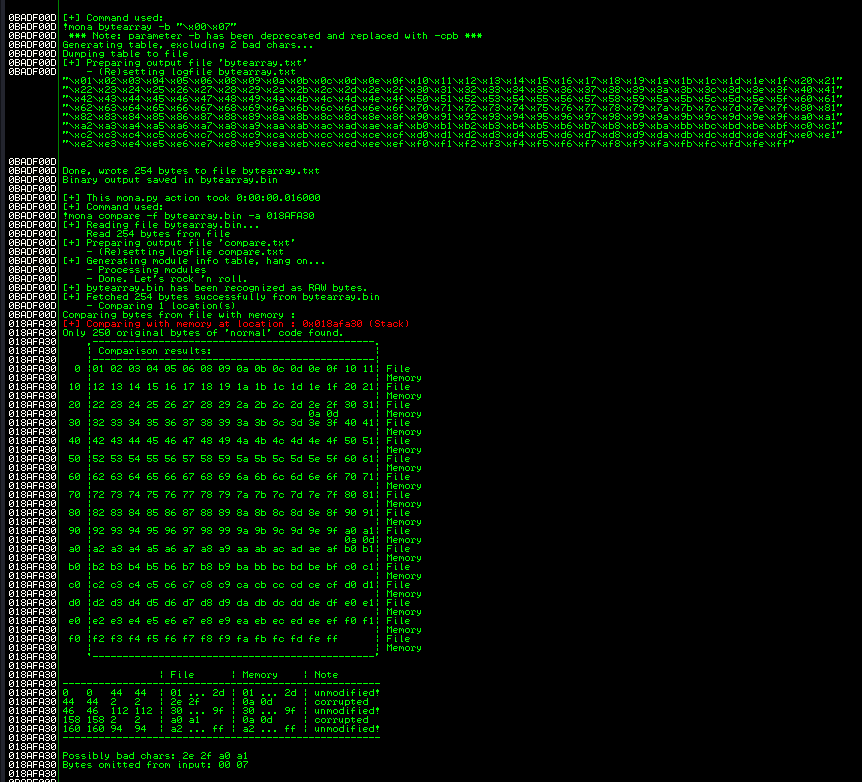 0BADF00D [+] Command used:
0BADF00D !mona bytearray -b "\x00\x07"
0BADF00D *** Note: parameter -b has been deprecated and replaced with -cpb ***
0BADF00D Generating table, excluding 2 bad chars...
0BADF00D Dumping table to file
0BADF00D [+] Preparing output file 'bytearray.txt'
0BADF00D - (Re)setting logfile bytearray.txt
"\x01\x02\x03\x04\x05\x06\x08\x09\x0a\x0b\x0c\x0d\x0e\x0f\x10\x11\x12\x13\x14\x15\x16\x17\x18\x19\x1a\x1b\x1c\x1d\x1e\x1f\x20\x21"
"\x22\x23\x24\x25\x26\x27\x28\x29\x2a\x2b\x2c\x2d\x2e\x2f\x30\x31\x32\x33\x34\x35\x36\x37\x38\x39\x3a\x3b\x3c\x3d\x3e\x3f\x40\x41"
"\x42\x43\x44\x45\x46\x47\x48\x49\x4a\x4b\x4c\x4d\x4e\x4f\x50\x51\x52\x53\x54\x55\x56\x57\x58\x59\x5a\x5b\x5c\x5d\x5e\x5f\x60\x61"
"\x62\x63\x64\x65\x66\x67\x68\x69\x6a\x6b\x6c\x6d\x6e\x6f\x70\x71\x72\x73\x74\x75\x76\x77\x78\x79\x7a\x7b\x7c\x7d\x7e\x7f\x80\x81"
"\x82\x83\x84\x85\x86\x87\x88\x89\x8a\x8b\x8c\x8d\x8e\x8f\x90\x91\x92\x93\x94\x95\x96\x97\x98\x99\x9a\x9b\x9c\x9d\x9e\x9f\xa0\xa1"
"\xa2\xa3\xa4\xa5\xa6\xa7\xa8\xa9\xaa\xab\xac\xad\xae\xaf\xb0\xb1\xb2\xb3\xb4\xb5\xb6\xb7\xb8\xb9\xba\xbb\xbc\xbd\xbe\xbf\xc0\xc1"
"\xc2\xc3\xc4\xc5\xc6\xc7\xc8\xc9\xca\xcb\xcc\xcd\xce\xcf\xd0\xd1\xd2\xd3\xd4\xd5\xd6\xd7\xd8\xd9\xda\xdb\xdc\xdd\xde\xdf\xe0\xe1"
"\xe2\xe3\xe4\xe5\xe6\xe7\xe8\xe9\xea\xeb\xec\xed\xee\xef\xf0\xf1\xf2\xf3\xf4\xf5\xf6\xf7\xf8\xf9\xfa\xfb\xfc\xfd\xfe\xff"
0BADF00D
0BADF00D Done, wrote 254 bytes to file bytearray.txt
0BADF00D Binary output saved in bytearray.bin
0BADF00D
0BADF00D [+] This mona.py action took 0:00:00.016000
0BADF00D [+] Command used:
0BADF00D !mona compare -f bytearray.bin -a 018AFA30
0BADF00D [+] Reading file bytearray.bin...
0BADF00D Read 254 bytes from file
0BADF00D [+] Preparing output file 'compare.txt'
0BADF00D - (Re)setting logfile compare.txt
0BADF00D [+] Generating module info table, hang on...
0BADF00D - Processing modules
0BADF00D - Done. Let's rock 'n roll.
0BADF00D [+] bytearray.bin has been recognized as RAW bytes.
0BADF00D [+] Fetched 254 bytes successfully from bytearray.bin
0BADF00D - Comparing 1 location(s)
0BADF00D Comparing bytes from file with memory :
018AFA30 [+] Comparing with memory at location : 0x018afa30 (Stack)
018AFA30 Only 250 original bytes of 'normal' code found.
018AFA30 ,-----------------------------------------------.
018AFA30 | Comparison results: |
018AFA30 |-----------------------------------------------|
018AFA30 0 |01 02 03 04 05 06 08 09 0a 0b 0c 0d 0e 0f 10 11| File
018AFA30 | | Memory
018AFA30 10 |12 13 14 15 16 17 18 19 1a 1b 1c 1d 1e 1f 20 21| File
018AFA30 | | Memory
018AFA30 20 |22 23 24 25 26 27 28 29 2a 2b 2c 2d 2e 2f 30 31| File
018AFA30 | 0a 0d | Memory
018AFA30 30 |32 33 34 35 36 37 38 39 3a 3b 3c 3d 3e 3f 40 41| File
018AFA30 | | Memory
018AFA30 40 |42 43 44 45 46 47 48 49 4a 4b 4c 4d 4e 4f 50 51| File
018AFA30 | | Memory
018AFA30 50 |52 53 54 55 56 57 58 59 5a 5b 5c 5d 5e 5f 60 61| File
018AFA30 | | Memory
018AFA30 60 |62 63 64 65 66 67 68 69 6a 6b 6c 6d 6e 6f 70 71| File
018AFA30 | | Memory
018AFA30 70 |72 73 74 75 76 77 78 79 7a 7b 7c 7d 7e 7f 80 81| File
018AFA30 | | Memory
018AFA30 80 |82 83 84 85 86 87 88 89 8a 8b 8c 8d 8e 8f 90 91| File
018AFA30 | | Memory
018AFA30 90 |92 93 94 95 96 97 98 99 9a 9b 9c 9d 9e 9f a0 a1| File
018AFA30 | 0a 0d| Memory
018AFA30 a0 |a2 a3 a4 a5 a6 a7 a8 a9 aa ab ac ad ae af b0 b1| File
018AFA30 | | Memory
018AFA30 b0 |b2 b3 b4 b5 b6 b7 b8 b9 ba bb bc bd be bf c0 c1| File
018AFA30 | | Memory
018AFA30 c0 |c2 c3 c4 c5 c6 c7 c8 c9 ca cb cc cd ce cf d0 d1| File
018AFA30 | | Memory
018AFA30 d0 |d2 d3 d4 d5 d6 d7 d8 d9 da db dc dd de df e0 e1| File
018AFA30 | | Memory
018AFA30 e0 |e2 e3 e4 e5 e6 e7 e8 e9 ea eb ec ed ee ef f0 f1| File
018AFA30 | | Memory
018AFA30 f0 |f2 f3 f4 f5 f6 f7 f8 f9 fa fb fc fd fe ff | File
018AFA30 | | Memory
018AFA30 `-----------------------------------------------'
018AFA30
018AFA30 | File | Memory | Note
018AFA30 -----------------------------------------------------
018AFA30 0 0 44 44 | 01 ... 2d | 01 ... 2d | unmodified!
018AFA30 44 44 2 2 | 2e 2f | 0a 0d | corrupted
018AFA30 46 46 112 112 | 30 ... 9f | 30 ... 9f | unmodified!
018AFA30 158 158 2 2 | a0 a1 | 0a 0d | corrupted
018AFA30 160 160 94 94 | a2 ... ff | a2 ... ff | unmodified!
018AFA30 -----------------------------------------------------
018AFA30
018AFA30 Possibly bad chars: 2e 2f a0 a1
018AFA30 Bytes omitted from input: 00 07
018AFA30